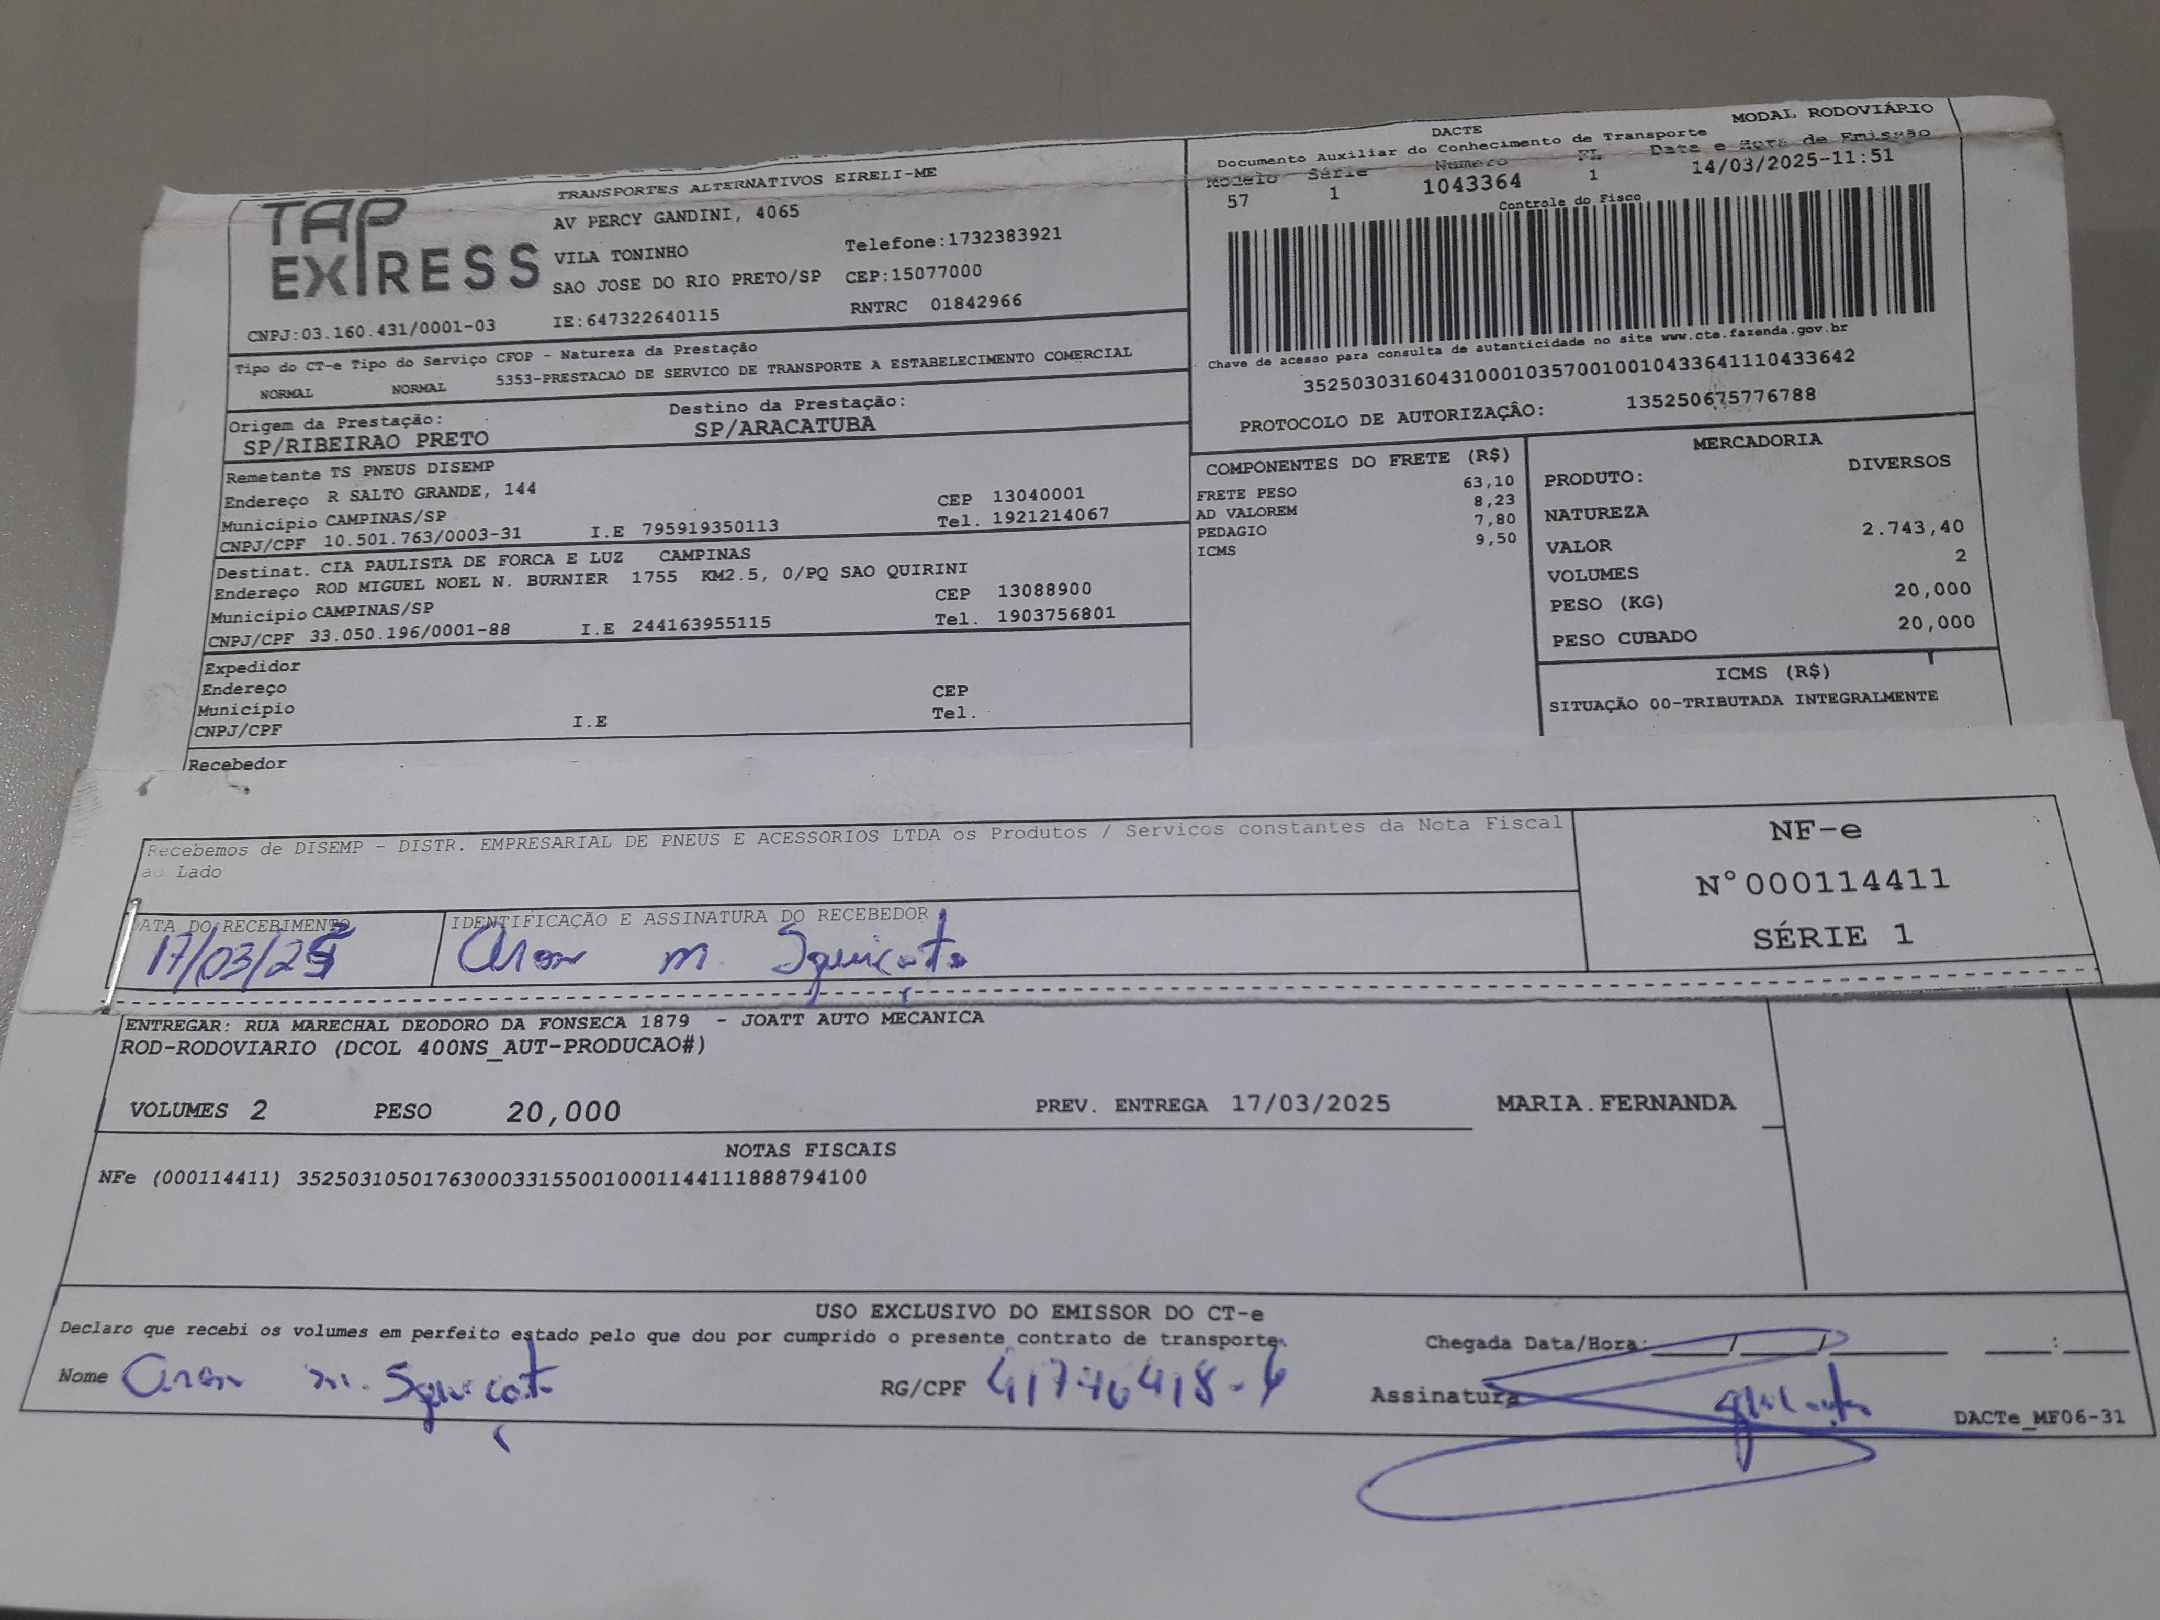 TAP EXPRESS
TRANSPORTES ALTERNATIVOS EIRELI-ME
AV PERCY GANDINI, 4065
VILA TONINHO Telefone:1732383921
SAO JOSE DO RIO PRETO/SP CEP:15077000
CNPJ:03.160.431/0001-03 IE:647322640115 RNTRC 01842966
Tipo do CT-e Tipo do Serviço CFOP - Natureza da Prestação
NORMAL NORMAL 5353-PRESTACAO DE SERVICO DE TRANSPORTE A ESTABELECIMENTO COMERCIAL
Origem da Prestação: Destino da Prestação:
SP/RIBEIRAO PRETO SP/ARACATUBA
Remetente TS PNEUS DISEMP
Endereço R SALTO GRANDE, 144 CEP 13040001
Município CAMPINAS/SP Tel. 1921214067
CNPJ/CPF 10.501.763/0003-31 I.E 795919350113
Destinat. CIA PAULISTA DE FORCA E LUZ CAMPINAS
Endereço ROD MIGUEL NOEL N. BURNIER 1755 KM2.5, 0/PQ SAO QUIRINI
Município CAMPINAS/SP CEP 13088900
CNPJ/CPF 33.050.196/0001-88 I.E 244163955115 Tel. 1903756801
Expedidor
Endereço CEP
Município Tel.
CNPJ/CPF I.E
Recebedor
DACTE MODAL RODOVIÁRIO
Documento Auxiliar do Conhecimento de Transporte
Modelo Série Número FL Data e Hora de Emissão
57 1 1043364 1 14/03/2025-11:51
Controle do Fisco
Chave de acesso para consulta de autenticidade no site www.cte.fazenda.gov.br
35250303160431000103570010010433641110433642
PROTOCOLO DE AUTORIZAÇÃO: 135250675776788
COMPONENTES DO FRETE (R$)
FRETE PESO 63,10
AD VALOREM 8,23
PEDAGIO 7,80
ICMS 9,50
MERCADORIA
PRODUTO: DIVERSOS
NATUREZA
VALOR 2.743,40
VOLUMES 2
PESO (KG) 20,000
PESO CUBADO 20,000
ICMS (R$)
SITUAÇÃO 00-TRIBUTADA INTEGRALMENTE
Recebemos de DISEMP - DISTR. EMPRESARIAL DE PNEUS E ACESSORIOS LTDA os Produtos / Servicos constantes da Nota Fiscal
ao Lado
ATA DO RECEBIMENTO IDENTIFICAÇÃO E ASSINATURA DO RECEBEDOR
17/03/25 m.
NF-e
N°000114411
SÉRIE 1
ENTREGAR: RUA MARECHAL DEODORO DA FONSECA 1879 - JOATT AUTO MECANICA
ROD-RODOVIARIO (DCOL 400NS_AUT-PRODUCAO#)
VOLUMES 2 PESO 20,000 PREV. ENTREGA 17/03/2025 MARIA.FERNANDA
NOTAS FISCAIS
NFe (000114411) 35250310501763000331550010001144111888794100
USO EXCLUSIVO DO EMISSOR DO CT-e
Declaro que recebi os volumes em perfeito estado pelo que dou por cumprido o presente contrato de transporte. Chegada Data/Hora: / / :
Nome m. RG/CPF Assinatura
DACTe_MF06-31